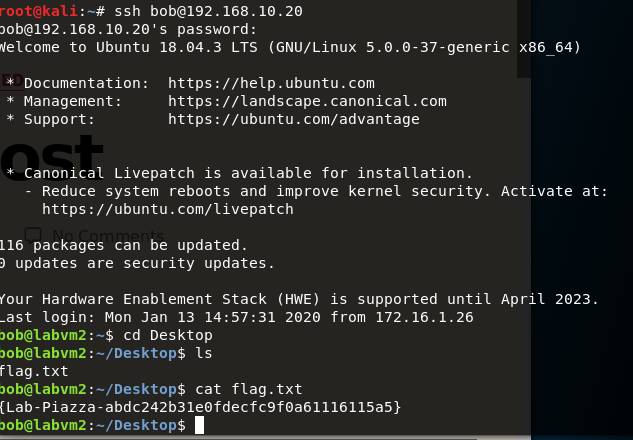 root@kali:~# ssh bob@192.168.10.20
bob@192.168.10.20's password:
Welcome to Ubuntu 18.04.3 LTS (GNU/Linux 5.0.0-37-generic x86_64)
* Documentation:  https://help.ubuntu.com
* Management:     https://landscape.canonical.com
* Support:        https://ubuntu.com/advantage
ost
* Canonical Livepatch is available for installation.
- Reduce system reboots and improve kernel security. Activate at:
https://ubuntu.com/livepatch
No Comments
116 packages can be updated.
0 updates are security updates.
Your Hardware Enablement Stack (HWE) is supported until April 2023.
Last login: Mon Jan 13 14:57:31 2020 from 172.16.1.26
bob@labvm2:~$ cd Desktop
bob@labvm2:~/Desktop$ ls
flag.txt
bob@labvm2:~/Desktop$ cat flag.txt
{Lab-Piazza-abdc242b31e0fdecfc9f0a61116115a5}
bob@labvm2:~/Desktop$